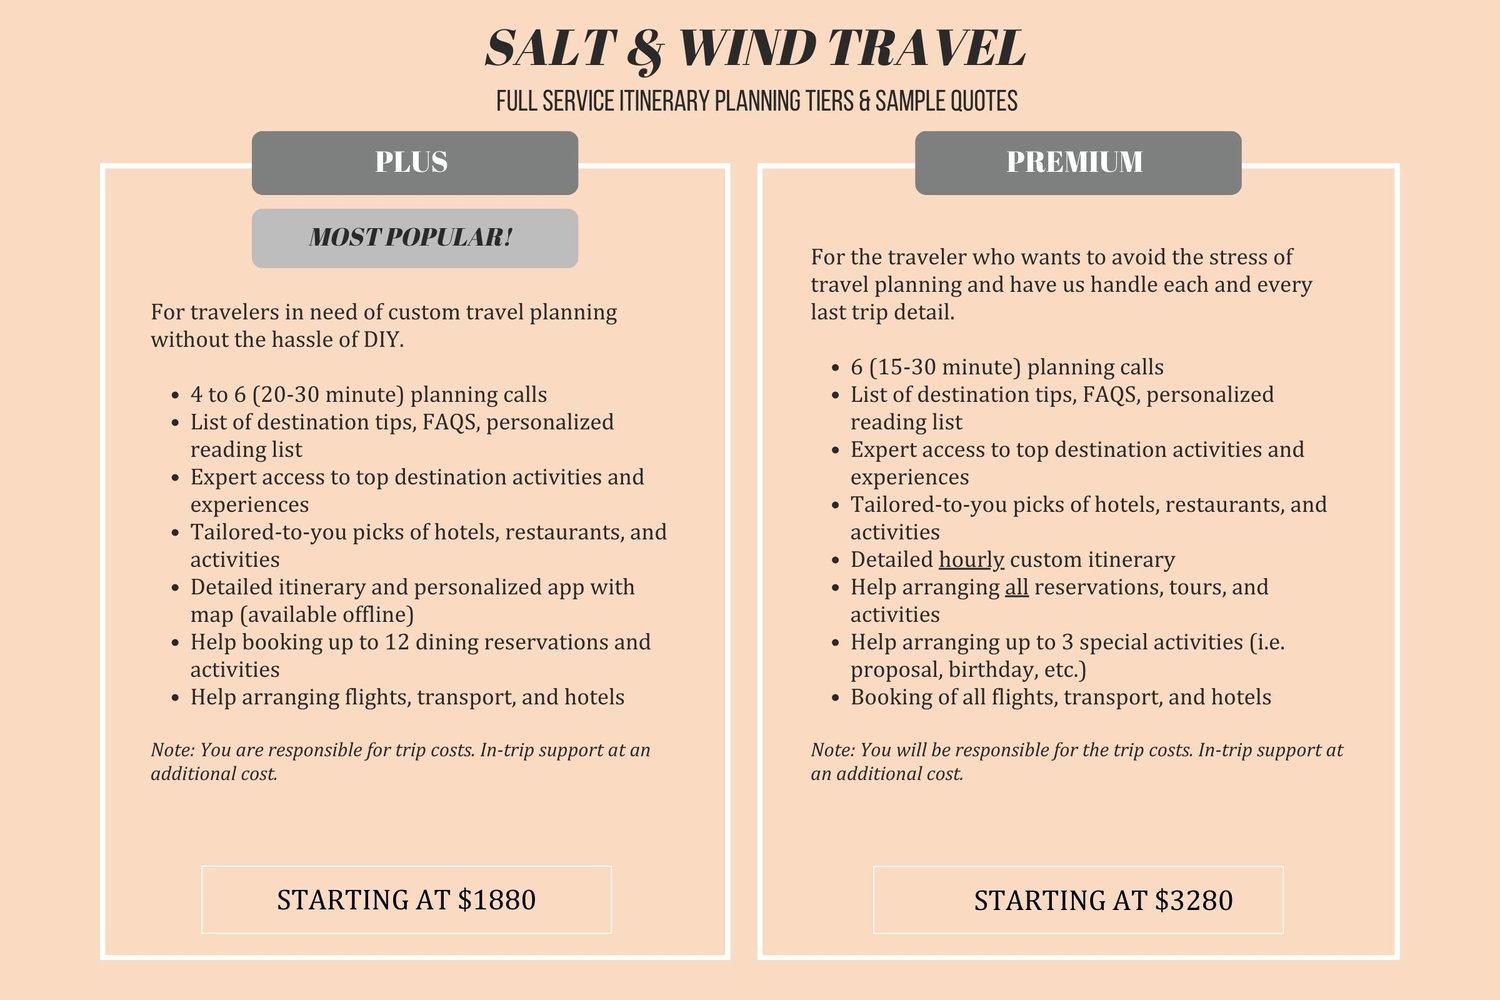 SALT & WIND TRAVEL
FULL SERVICE ITINERARY PLANNING TIERS & SAMPLE QUOTES
PLUS
MOST POPULAR!
For travelers in need of custom travel planning
without the hassle of DIY.
• 4 to 6 (20-30 minute) planning calls
• List of destination tips, FAQS, personalized
reading list
• Expert access to top destination activities and
experiences
• Tailored-to-you picks of hotels, restaurants, and
activities
• Detailed itinerary and personalized app with
map (available offline)
• Help booking up to 12 dining reservations and
activities
• Help arranging flights, transport, and hotels
Note: You are responsible for trip costs. In-trip support at an
additional cost.
STARTING AT $1880
PREMIUM
For the traveler who wants to avoid the stress of
travel planning and have us handle each and every
last trip detail.
• 6 (15-30 minute) planning calls
• List of destination tips, FAQS, personalized
reading list
• Expert access to top destination activities and
experiences
• Tailored-to-you picks of hotels, restaurants, and
activities
• Detailed hourly custom itinerary
• Help arranging all reservations, tours, and
activities
• Help arranging up to 3 special activities (i.e.
proposal, birthday, etc.)
• Booking of all flights, transport, and hotels
Note: You will be responsible for the trip costs. In-trip support at
an additional cost.
STARTING AT $3280